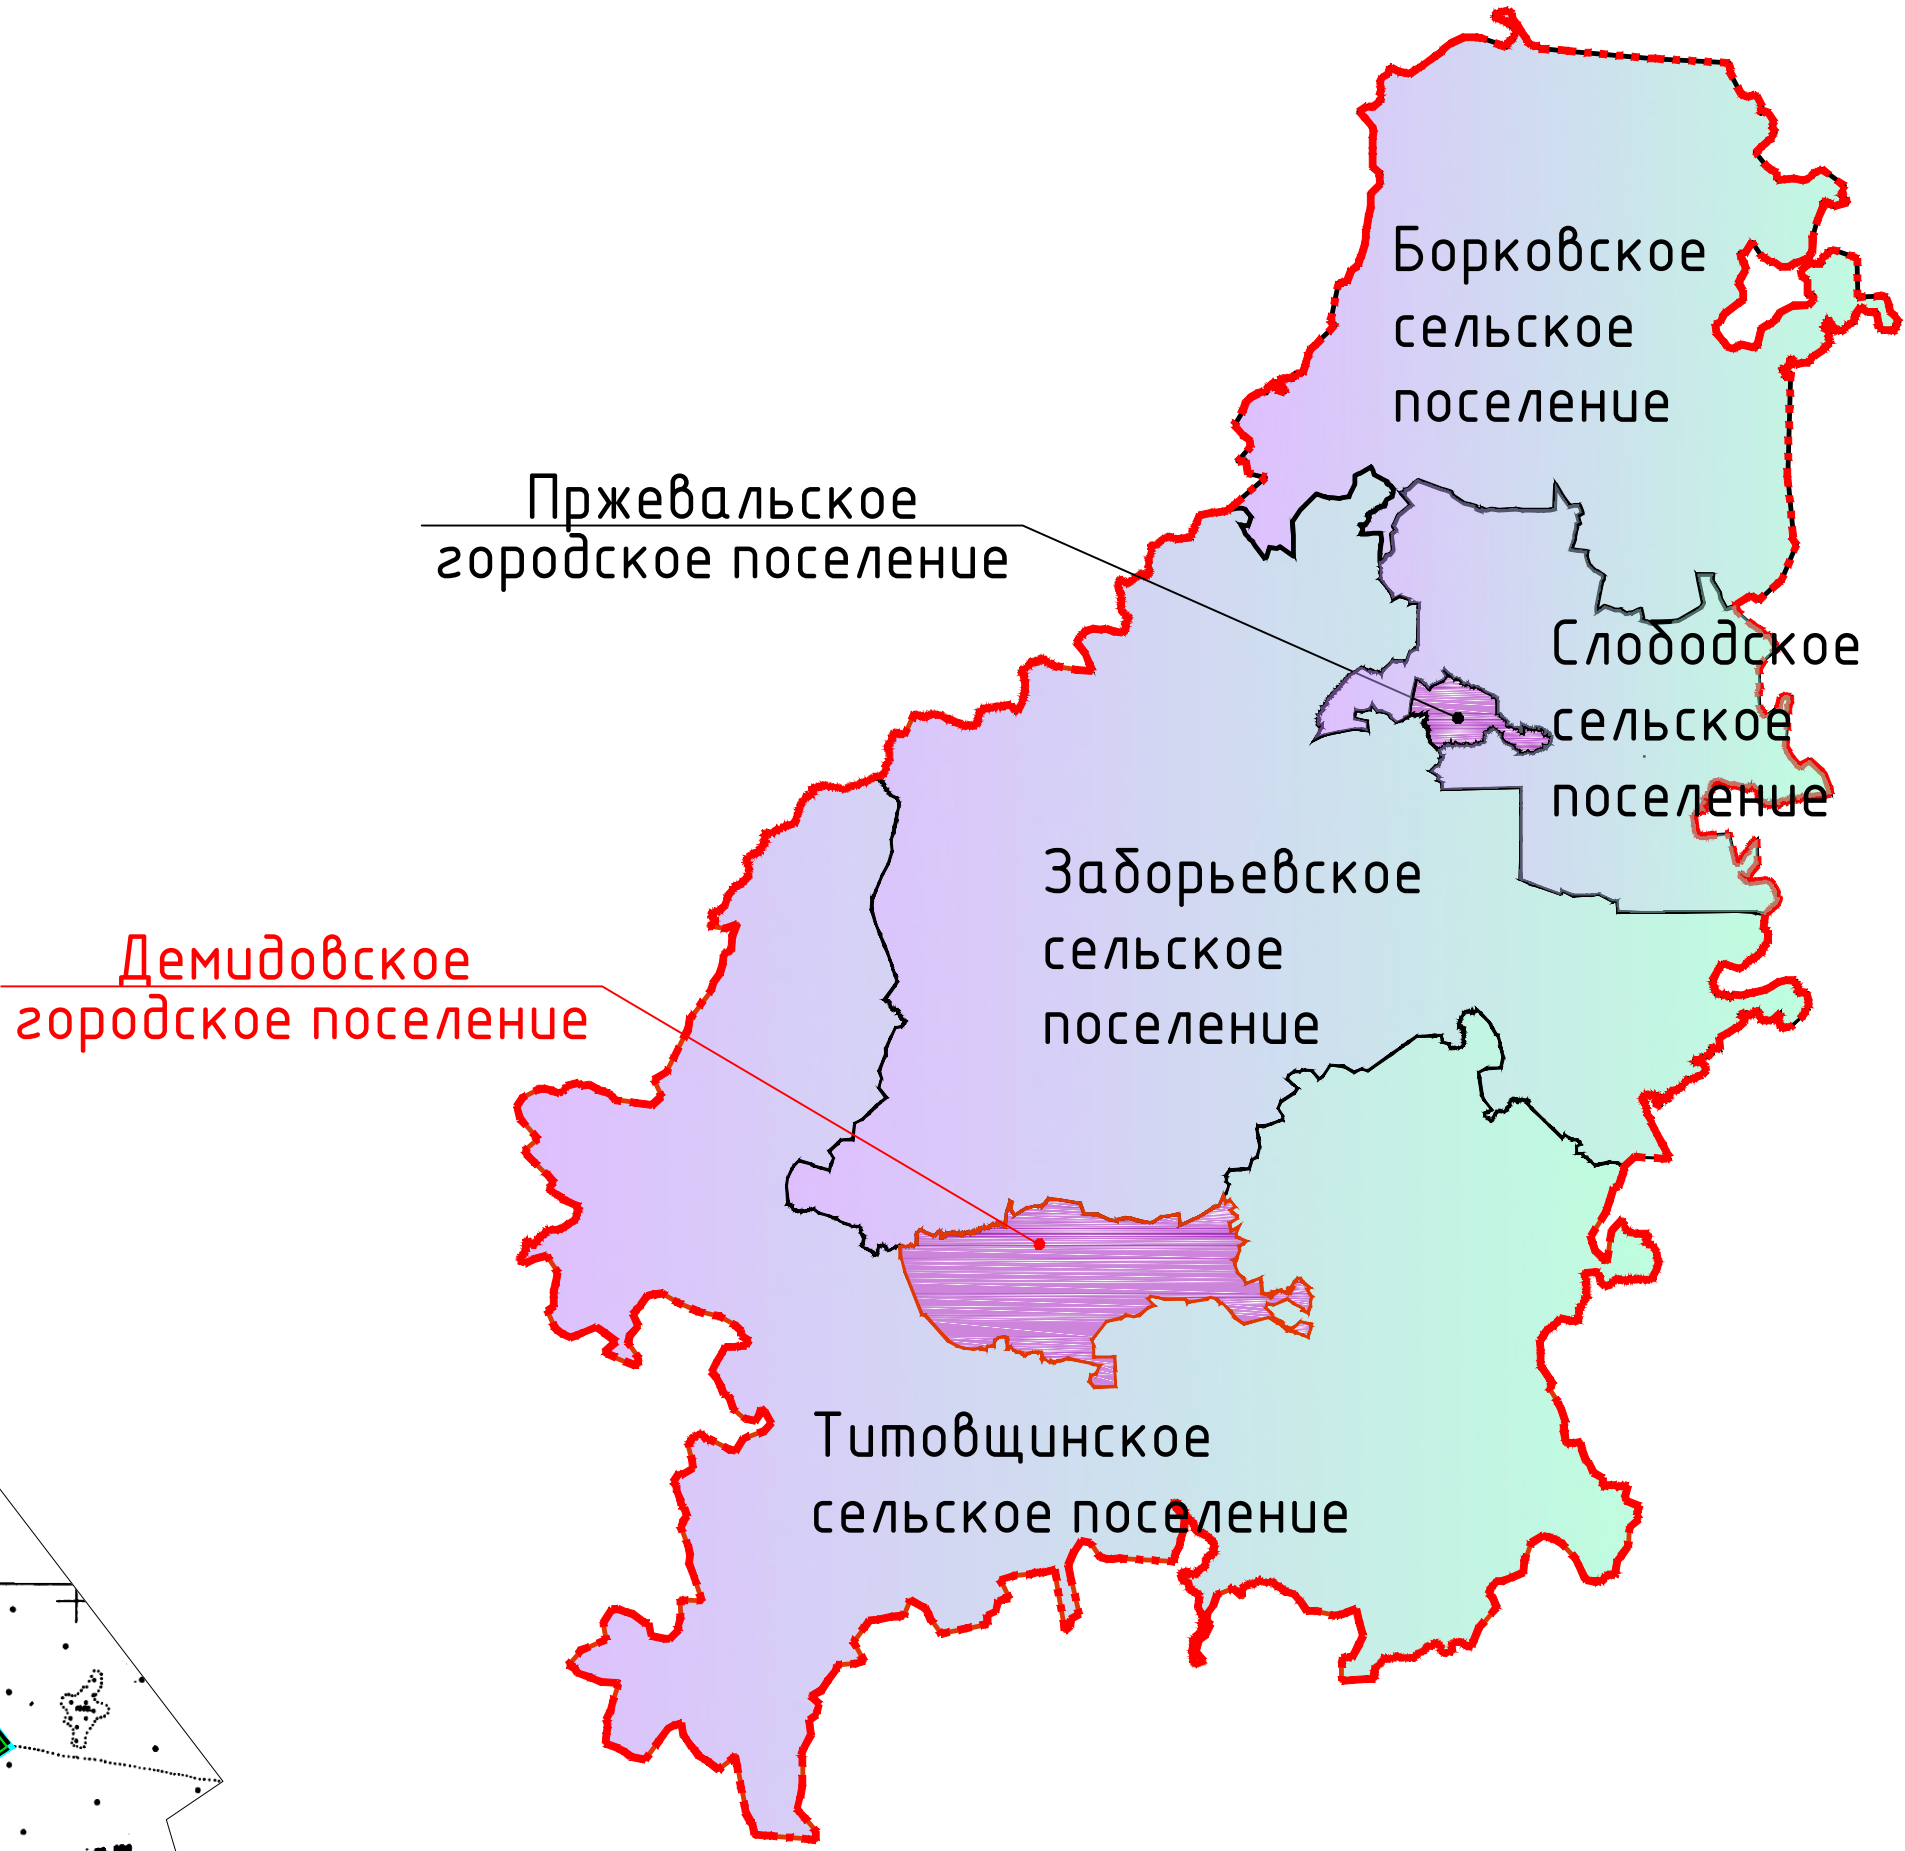 Борковское
сельское
поселение
Пржевальское
городское поселение
Слободское
сельское
поселение
Заборьевское
сельское
поселение
Демидовское
городское поселение
Титовщинское
сельское поселение